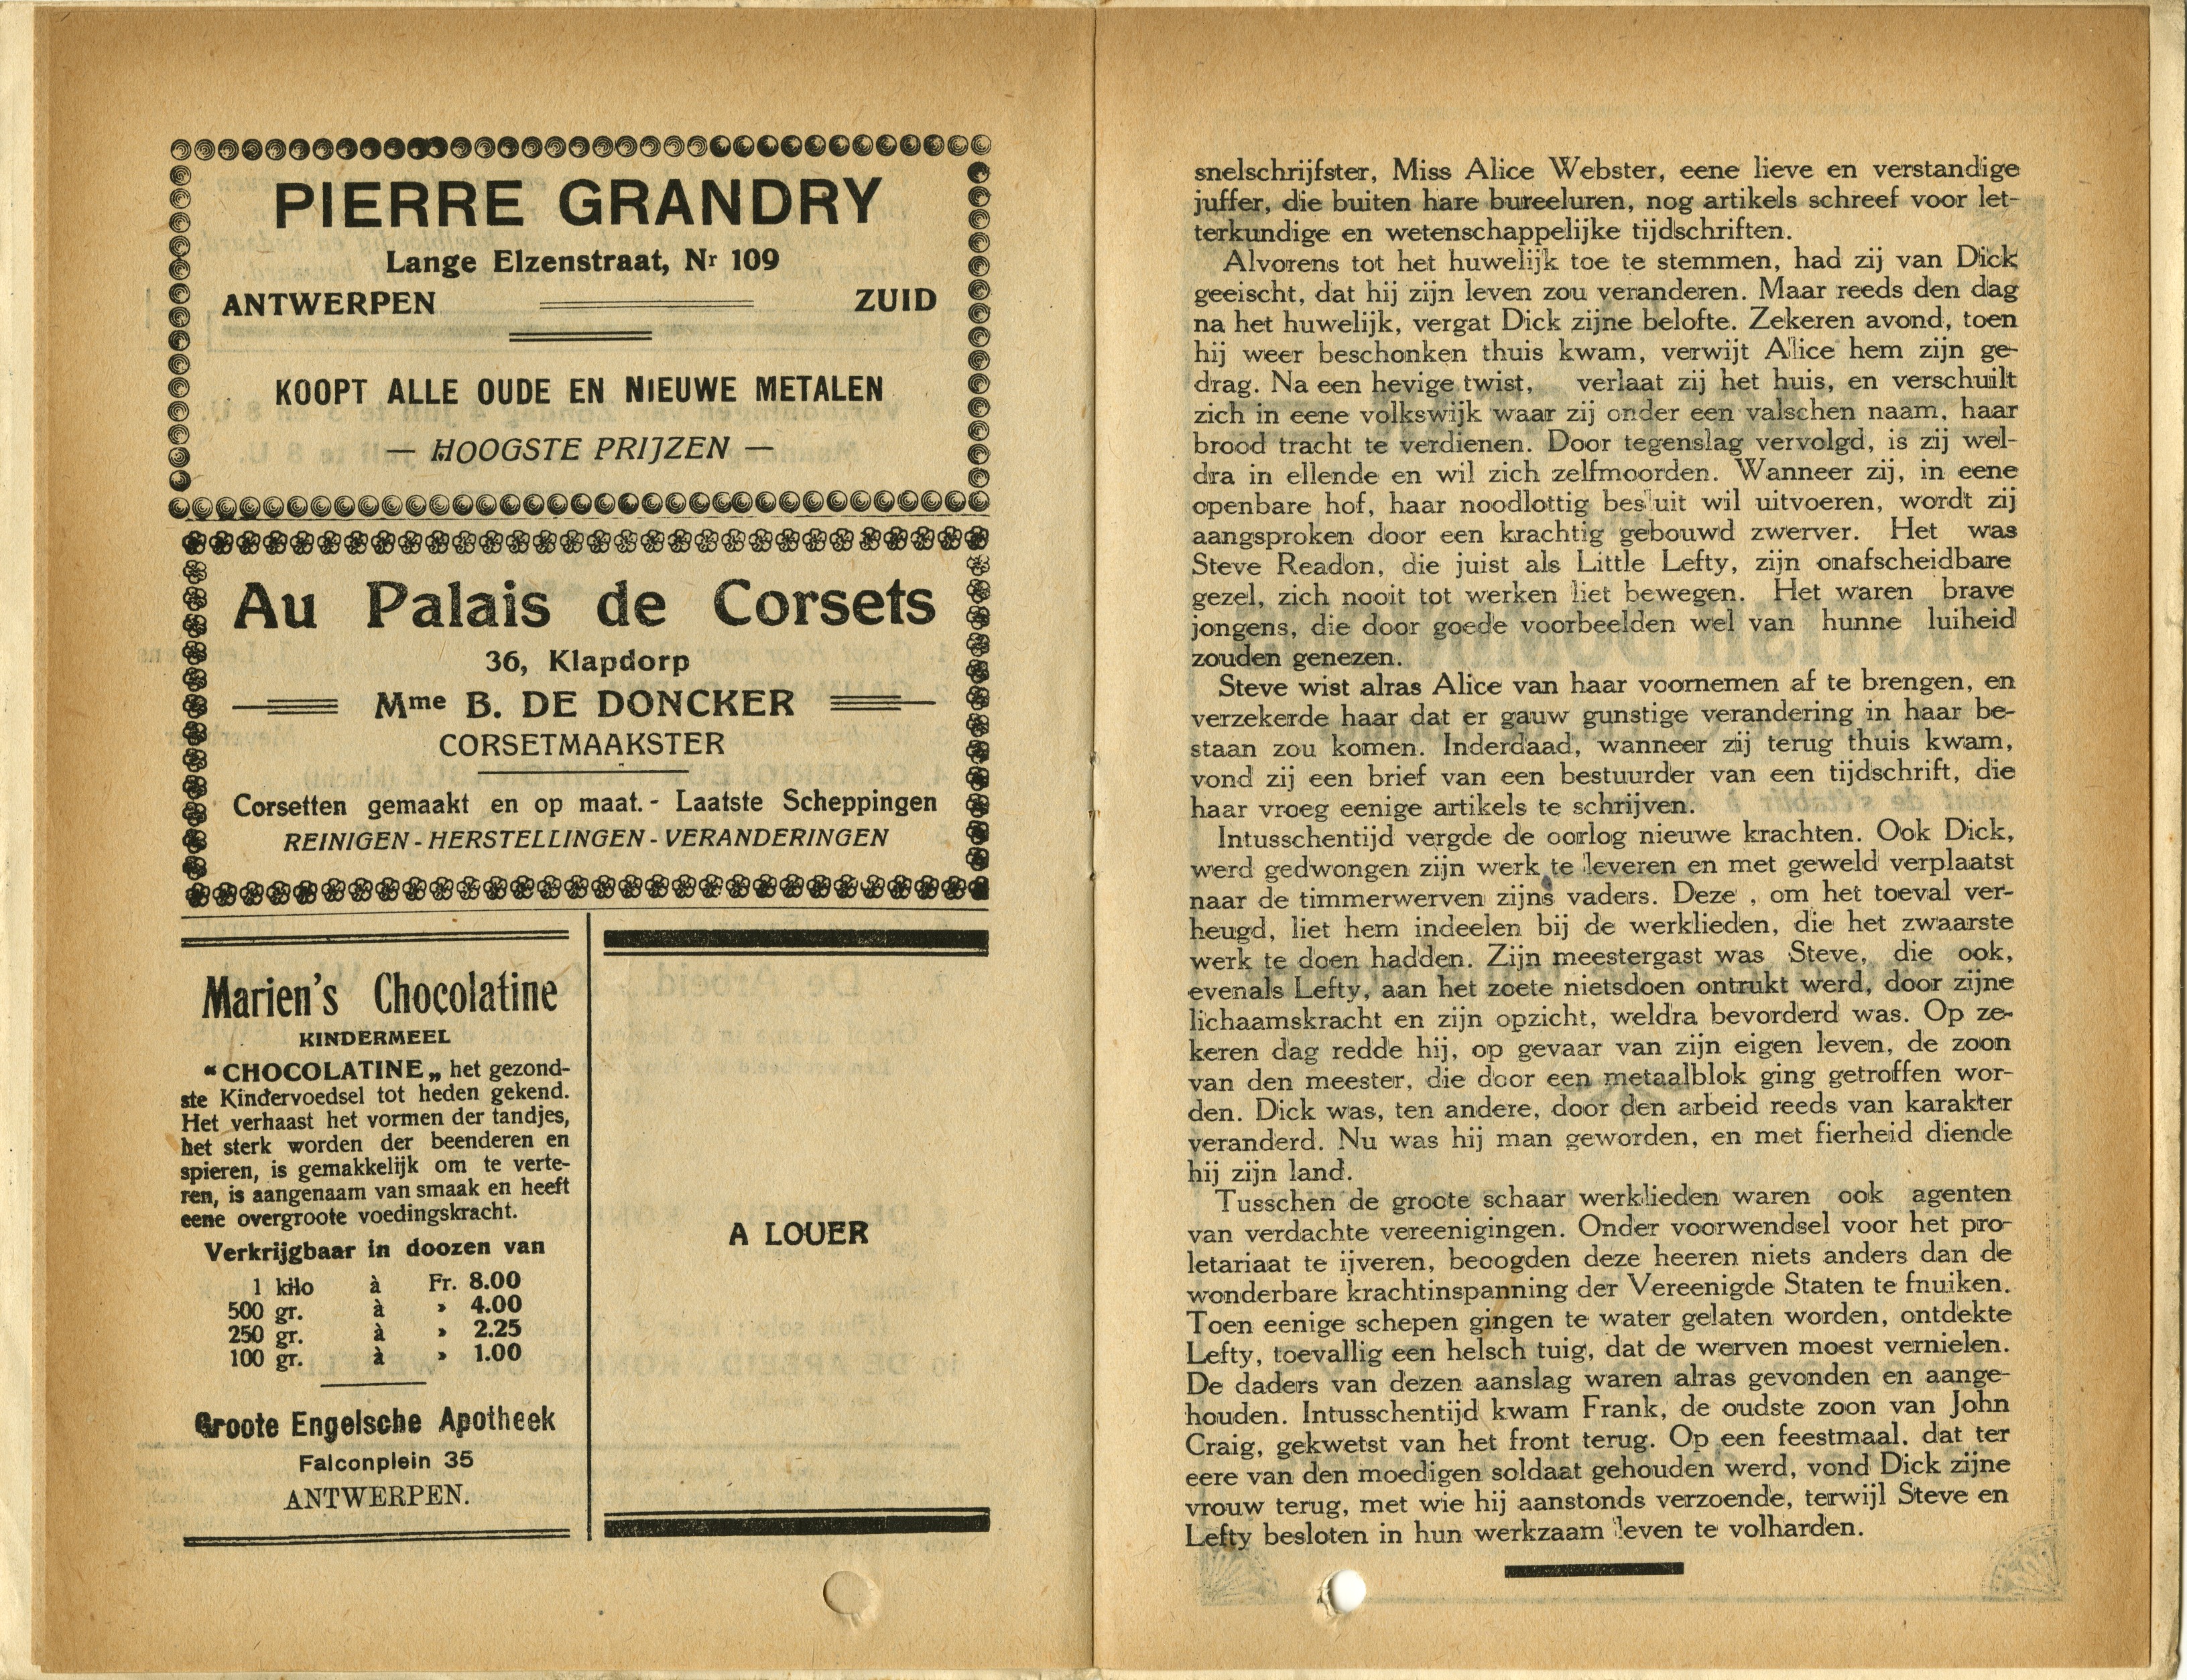 PIERRE GRANDRY
Lange Elzenstraat, Nr 109
ANTWERPEN ZUID
KOOPT ALLE OUDE EN NIEUWE METALEN
— HOOGSTE PRIJZEN —
Au Palais de Corsets
36, Klapdorp
Mme B. DE DONCKER
CORSETMAAKSTER
Corsetten gemaakt en op maat. - Laatste Scheppingen
REINIGEN - HERSTELLINGEN - VERANDERINGEN
Marien's Chocolatine
KINDERMEEL
“ CHOCOLATINE „ het gezond-
ste Kindervoedsel tot heden gekend.
Het verhaast het vormen der tandjes,
het sterk worden der beenderen en
spieren, is gemakkelijk om te verte-
ren, is aangenaam van smaak en heeft
eene overgroote voedingskracht.
Verkrijgbaar in doozen van
1 kilo à Fr. 8.00
500 gr. à » 4.00
250 gr. à » 2.25
100 gr. à » 1.00
Groote Engelsche Apotheek
Falconplein 35
ANTWERPEN.
A LOUER
snelschrijfster, Miss Alice Webster, eene lieve en verstandige
juffer, die buiten hare bureeluren, nog artikels schreef voor let-
terkundige en wetenschappelijke tijdschriften.
Alvorens tot het huwelijk toe te stemmen, had zij van Dick
geeischt, dat hij zijn leven zou veranderen. Maar reeds den dag
na het huwelijk, vergat Dick zijne belofte. Zekeren avond, toen
hij weer beschonken thuis kwam, verwijt Alice hem zijn ge-
drag. Na een hevige twist, verlaat zij het huis, en verschuilt
zich in eene volkswijk waar zij onder een valschen naam, haar
brood tracht te verdienen. Door tegenslag vervolgd, is zij wel-
dra in ellende en wil zich zelfmoorden. Wanneer zij, in eene
openbare hof, haar noodlottig besluit wil uitvoeren, wordt zij
aangsproken door een krachtig gebouwd zwerver. Het was
Steve Readon, die juist als Little Lefty, zijn onafscheidbare
gezel, zich nooit tot werken liet bewegen. Het waren brave
jongens, die door goede voorbeelden wel van hunne luiheid
zouden genezen.
Steve wist alras Alice van haar voornemen af te brengen, en
verzekerde haar dat er gauw gunstige verandering in haar be-
staan zou komen. Inderdaad, wanneer zij terug thuis kwam,
vond zij een brief van een bestuurder van een tijdschrift, die
haar vroeg eenige artikels te schrijven.
Intusschentijd vergde de oorlog nieuwe krachten. Ook Dick,
werd gedwongen zijn werk te leveren en met geweld verplaatst
naar de timmerwerven zijns vaders. Deze , om het toeval ver-
heugd, liet hem indeelen bij de werklieden, die het zwaarste
werk te doen hadden. Zijn meestergast was Steve, die ook,
evenals Lefty, aan het zoete nietsdoen ontrukt werd, door zijne
lichaamskracht en zijn opzicht, weldra bevorderd was. Op ze-
keren dag redde hij, op gevaar van zijn eigen leven, de zoon
van den meester, die door een metaalblok ging getroffen wor-
den. Dick was, ten andere, door den arbeid reeds van karakter
veranderd. Nu was hij man geworden, en met fierheid diende
hij zijn land.
Tusschen de groote schaar werklieden waren ook agenten
van verdachte vereenigingen. Onder voorwendsel voor het pro-
letariaat te ijveren, beoogden deze heeren niets anders dan de
wonderbare krachtinspanning der Vereenigde Staten te fnuiken.
Toen eenige schepen gingen te water gelaten worden, ontdekte
Lefty, toevallig een helsch tuig, dat de werven moest vernielen.
De daders van dezen aanslag waren alras gevonden en aange-
houden. Intusschentijd kwam Frank, de oudste zoon van John
Craig, gekwetst van het front terug. Op een feestmaal. dat ter
eere van den moedigen soldaat gehouden werd, vond Dick zijne
vrouw terug, met wie hij aanstonds verzoende, terwijl Steve en
Lefty besloten in hun werkzaam leven te volharden.